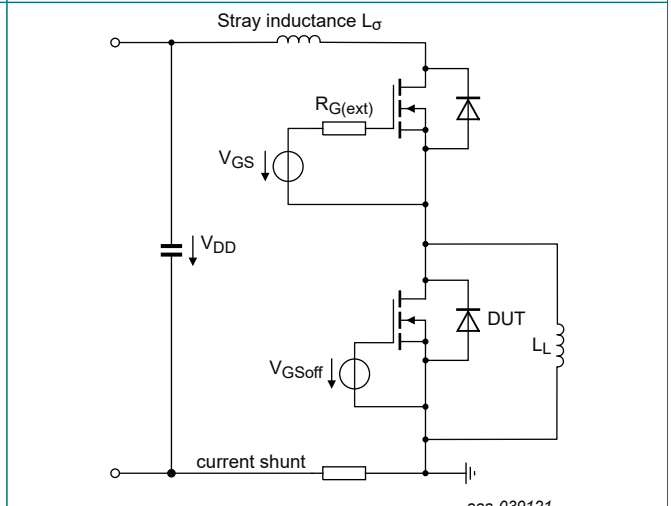 Stray inductance Lσ
RG(ext)
VGS
VDD
DUT
LL
VGSoff
current shunt